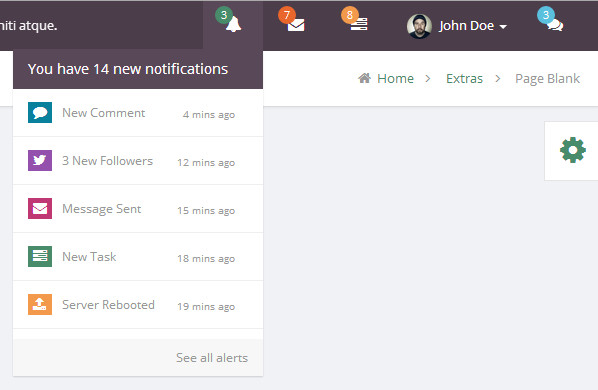 niti atque.
3
7
8
John Doe
3
You have 14 new notifications
Home > Extras > Page Blank
New Comment 4 mins ago
3 New Followers 12 mins ago
Message Sent 15 mins ago
New Task 18 mins ago
Server Rebooted 19 mins ago
See all alerts